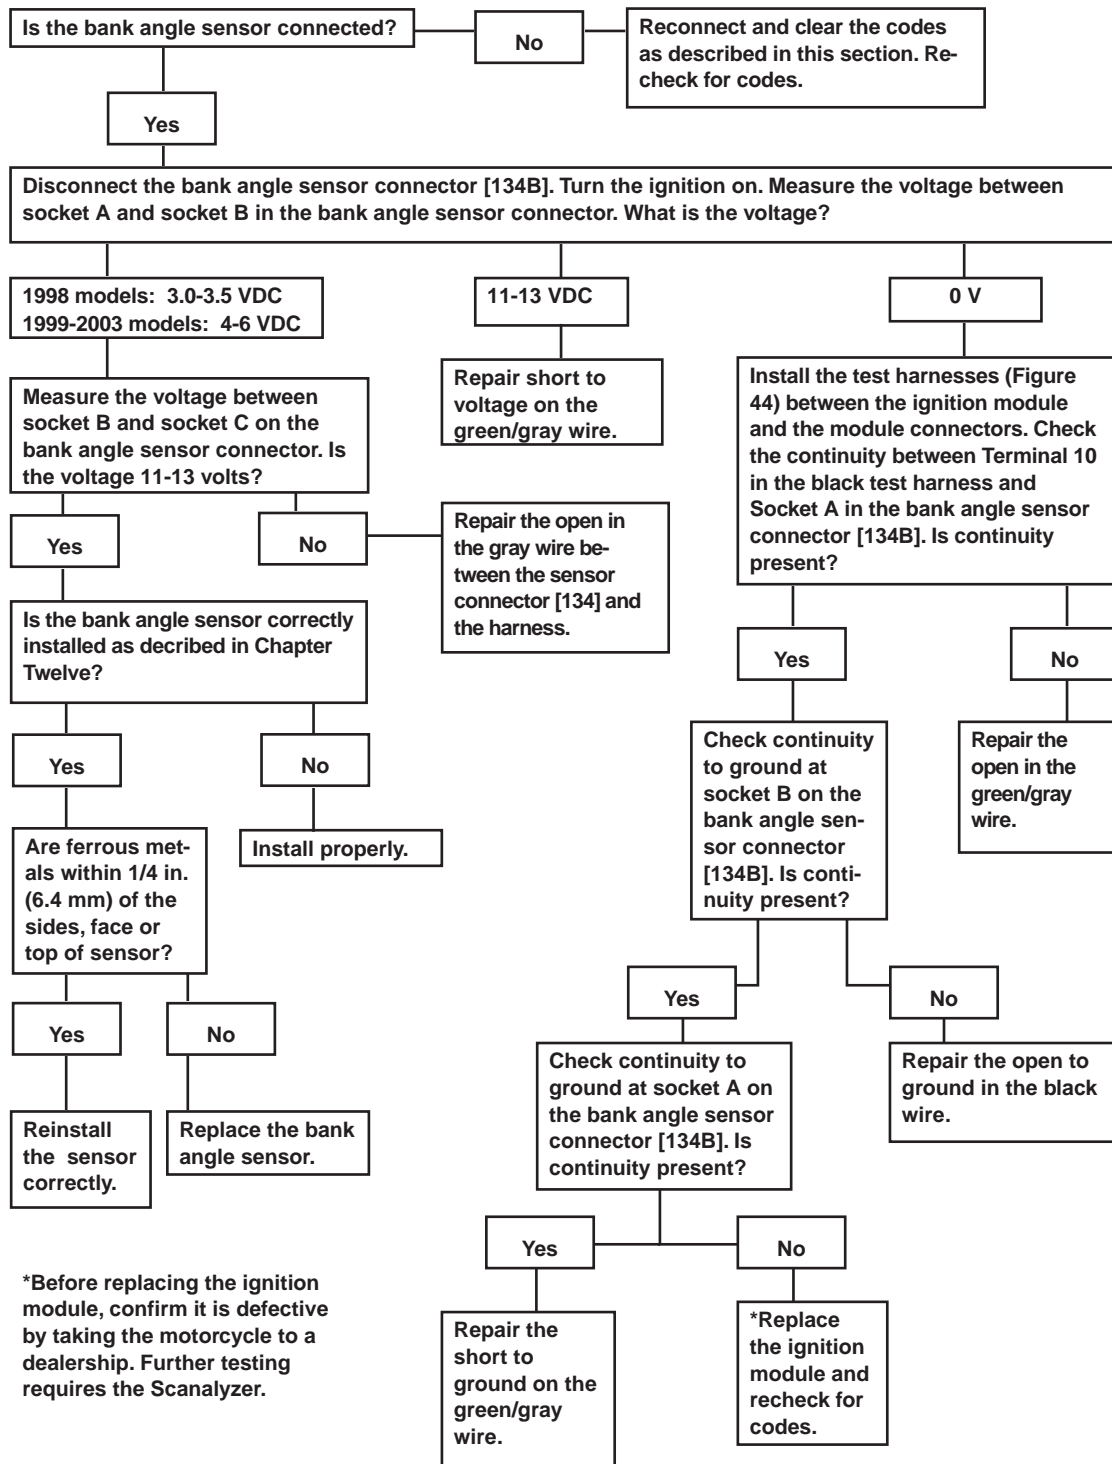 Is the bank angle sensor connected?
No
Reconnect and clear the codes
as described in this section. Re-
check for codes.
Yes
Disconnect the bank angle sensor connector [134B]. Turn the ignition on. Measure the voltage between
socket A and socket B in the bank angle sensor connector. What is the voltage?
1998 models:  3.0-3.5 VDC
1999-2003 models:  4-6 VDC
11-13 VDC
0 V
Measure the voltage between
socket B and socket C on the
bank angle sensor connector. Is
the voltage 11-13 volts?
Repair short to
voltage on the
green/gray wire.
Install the test harnesses (Figure
44) between the ignition module
and the module connectors. Check
the continuity between Terminal 10
in the black test harness and
Socket A in the bank angle sensor
connector [134B]. Is continuity
present?
Yes
No
Repair the open in
the gray wire be-
tween the sensor
connector [134] and
the harness.
Is the bank angle sensor correctly
installed as decribed in Chapter
Twelve?
Yes
No
Yes
No
Install properly.
Check continuity
to ground at
socket B on the
bank angle sen-
sor connector
[134B]. Is conti-
nuity present?
Repair the
open in the
green/gray
wire.
Are ferrous met-
als within 1/4 in.
(6.4 mm) of the
sides, face or
top of sensor?
Yes
No
Yes
No
Reinstall
the  sensor
correctly.
Replace the bank
angle sensor.
Check continuity to
ground at socket A on
the bank angle sensor
connector [134B]. Is
continuity present?
Repair the open to
ground in the black
wire.
Yes
No
Repair the
short to
ground on the
green/gray
wire.
*Replace
the ignition
module and
recheck for
codes.
*Before replacing the ignition
module, confirm it is defective
by taking the motorcycle to a
dealership. Further testing
requires the Scanalyzer.